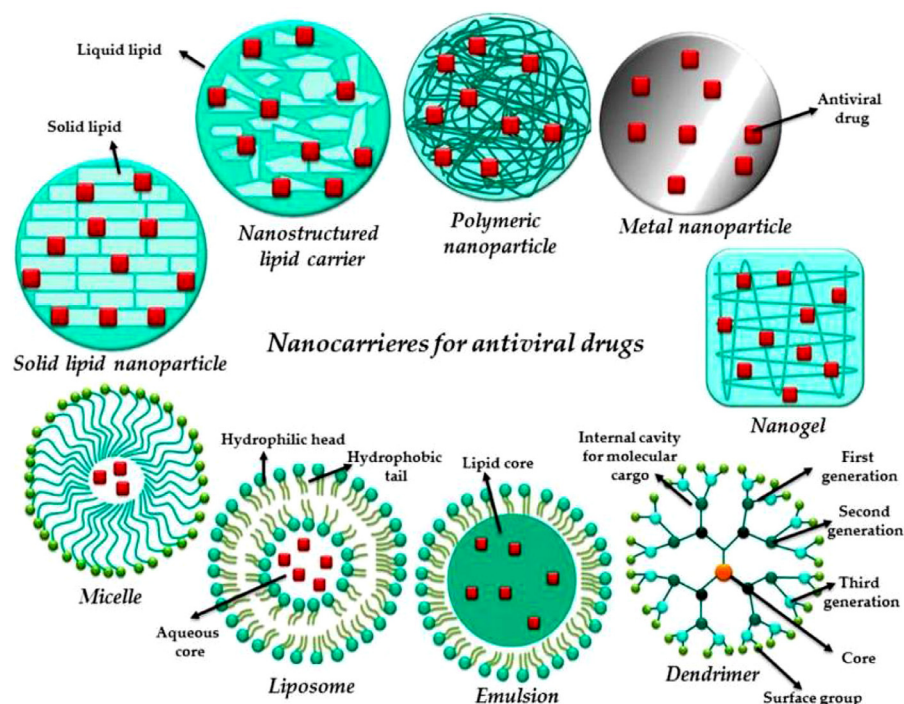 Liquid lipid
Solid lipid
Antiviral
drug
Nanostructured
lipid carrier
Polymeric
nanoparticle
Metal nanoparticle
Solid lipid nanoparticle
Nanocarrieres for antiviral drugs
Nanogel
Hydrophilic head
Hydrophobic
tail
Lipid core
Internal cavity
for molecular
cargo
First
generation
Second
generation
Third
generation
Micelle
Aqueous
core
Liposome
Emulsion
Dendrimer
Core
Surface group